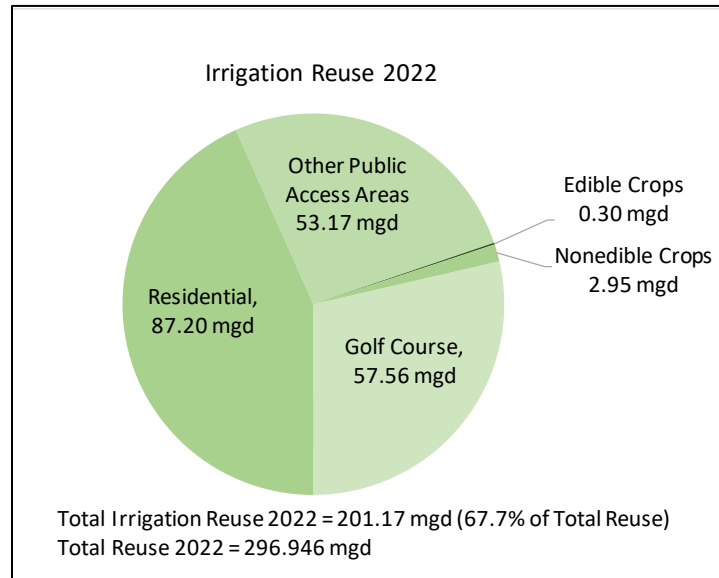 Irrigation Reuse 2022
Other Public
Access Areas
53.17 mgd
Edible Crops
0.30 mgd
Nonedible Crops
2.95 mgd
Residential,
87.20 mgd
Golf Course,
57.56 mgd
Total Irrigation Reuse 2022 = 201.17 mgd (67.7% of Total Reuse)
Total Reuse 2022 = 296.946 mgd